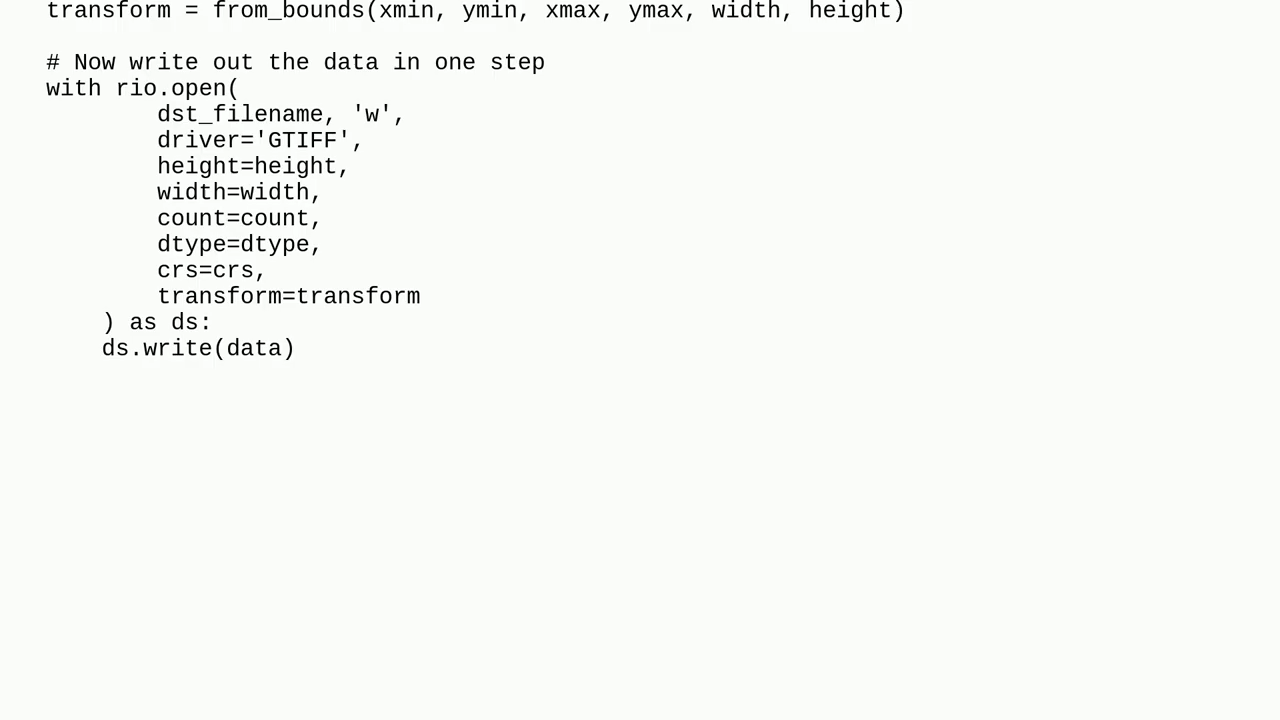 transform = from_bounds(xmin, ymin, xmax, ymax, width, height)

# Now write out the data in one step
with rio.open(
        dst_filename, 'w',
        driver='GTIFF',
        height=height,
        width=width,
        count=count,
        dtype=dtype,
        crs=crs,
        transform=transform
    ) as ds:
    ds.write(data)